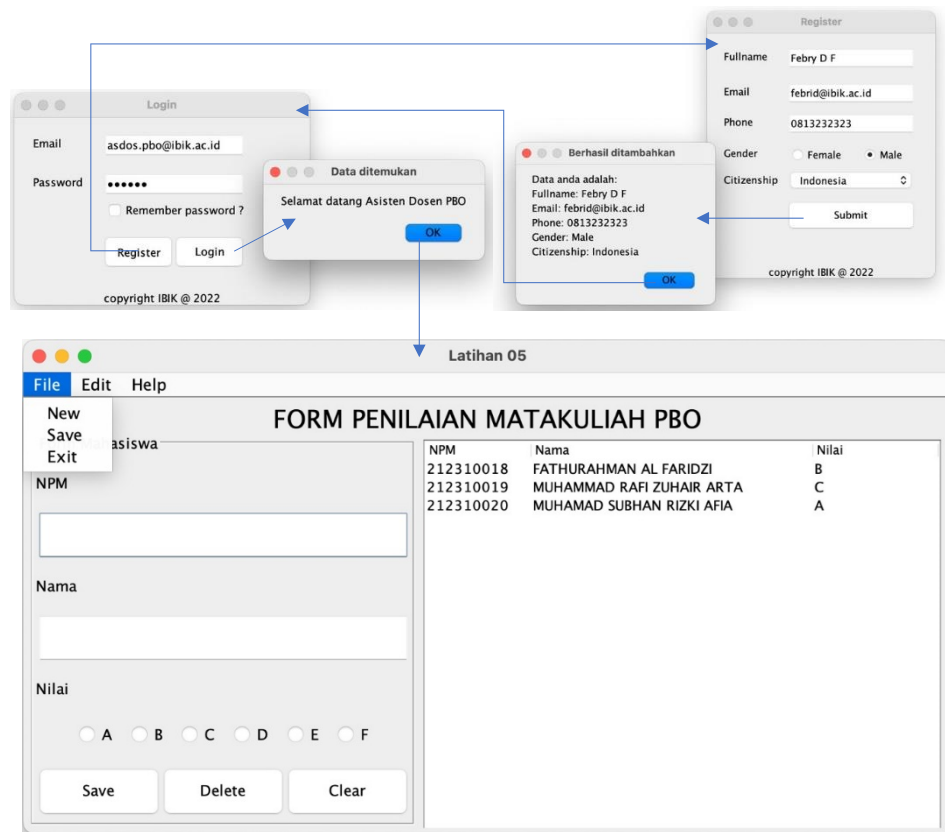 Login
Email
asdos.pbo@ibik.ac.id
Password
Remember password ?
Register
Login
copyright IBIK @ 2022
Data ditemukan
Selamat datang Asisten Dosen PBO
OK
Register
Fullname
Febry D F
Email
febrid@ibik.ac.id
Phone
0813232323
Gender
Female
Male
Citizenship
Indonesia
Submit
copyright IBIK @ 2022
Berhasil ditambahkan
Data anda adalah:
Fullname: Febry D F
Email: febrid@ibik.ac.id
Phone: 0813232323
Gender: Male
Citizenship: Indonesia
OK
Latihan 05
File Edit Help
New
Save
Exit
FORM PENILAIAN MATAKULIAH PBO
NPM
Nama
Nilai
A B C D E F
Save Delete Clear
NPM Nama Nilai
212310018 FATHURAHMAN AL FARIDZI B
212310019 MUHAMMAD RAFI ZUHAIR ARTA C
212310020 MUHAMAD SUBHAN RIZKI AFIA A